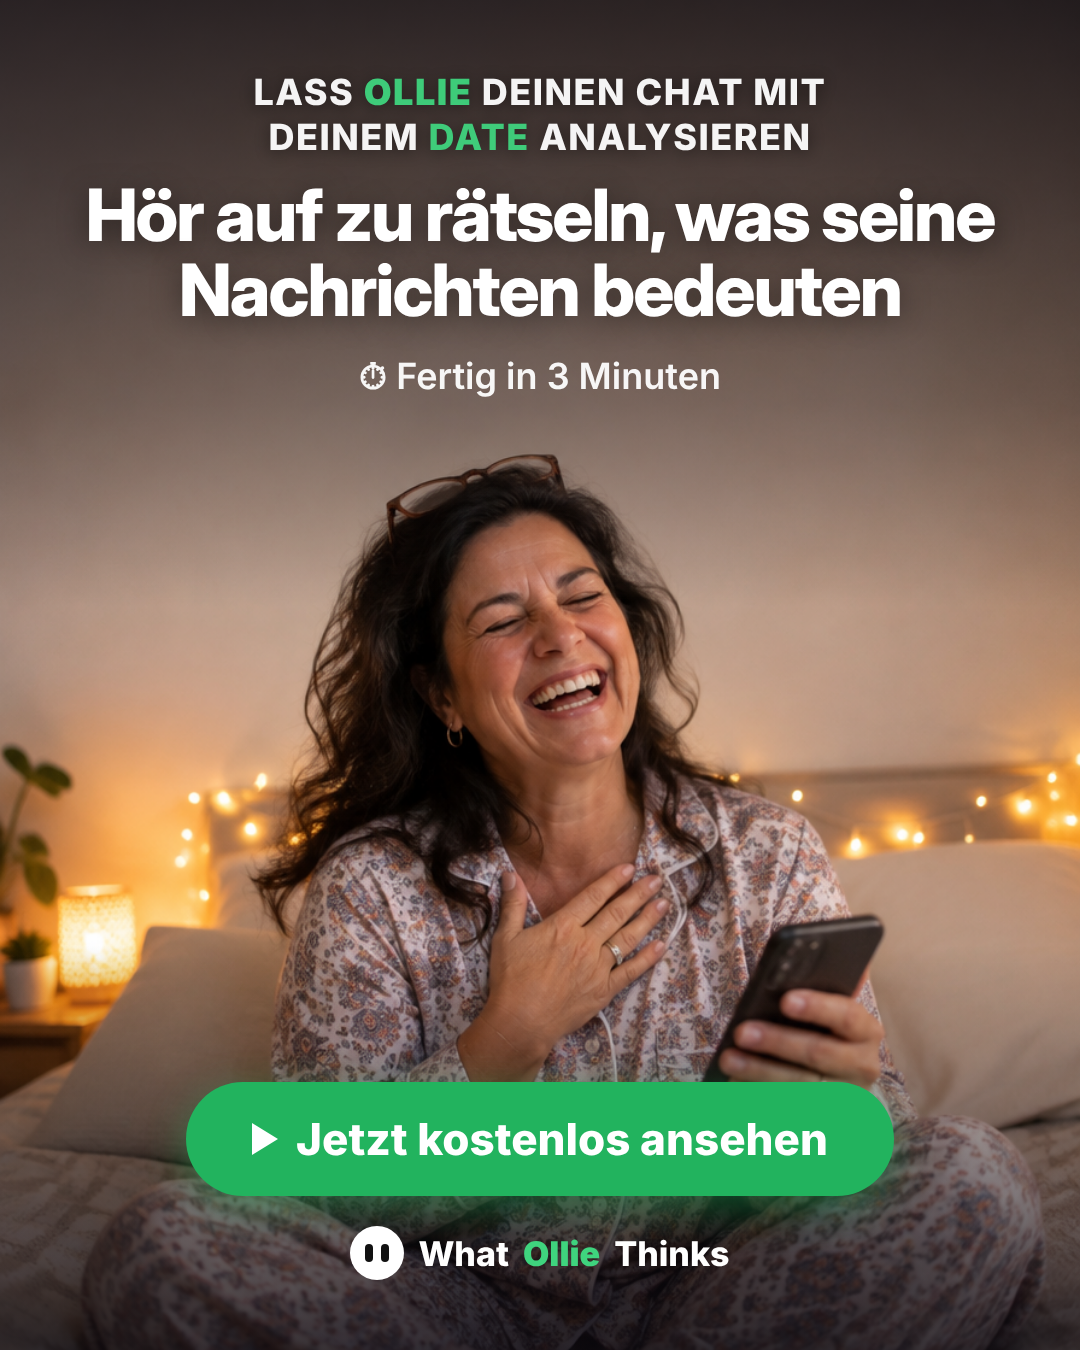 LASS OLLIE DEINEN CHAT MIT
DEINEM DATE ANALYSIEREN
Hör auf zu rätseln, was seine
Nachrichten bedeuten
⏱ Fertig in 3 Minuten
▶ Jetzt kostenlos ansehen
What Ollie Thinks